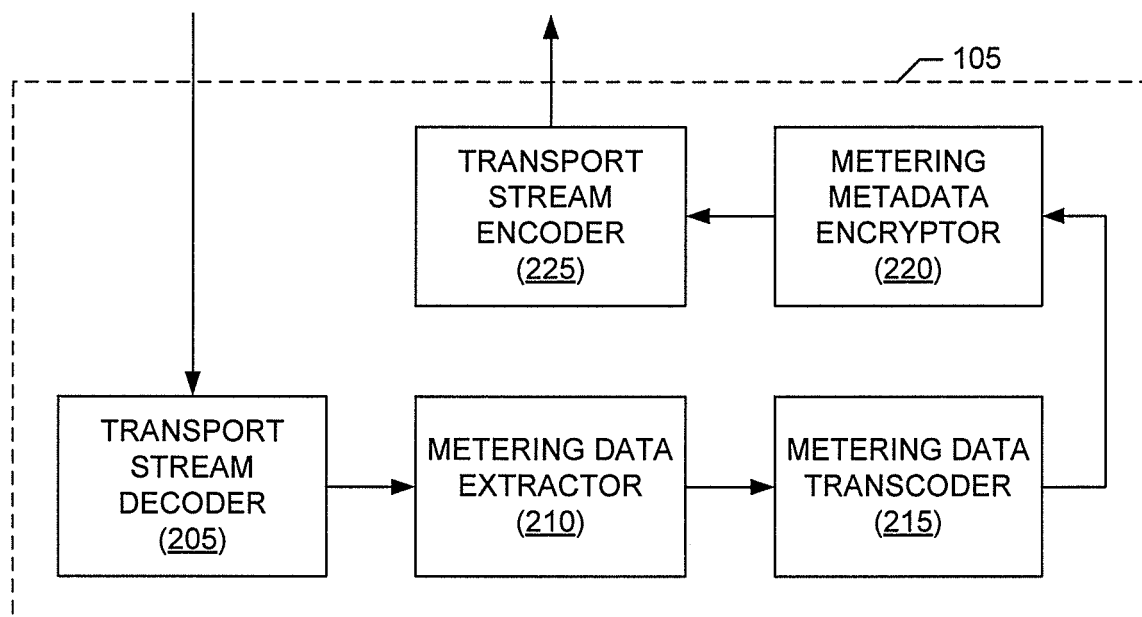 105
TRANSPORT
STREAM
ENCODER
(225)
METERING
METADATA
ENCRYPTOR
(220)
TRANSPORT
STREAM
DECODER
(205)
METERING DATA
EXTRACTOR
(210)
METERING DATA
TRANSCODER
(215)